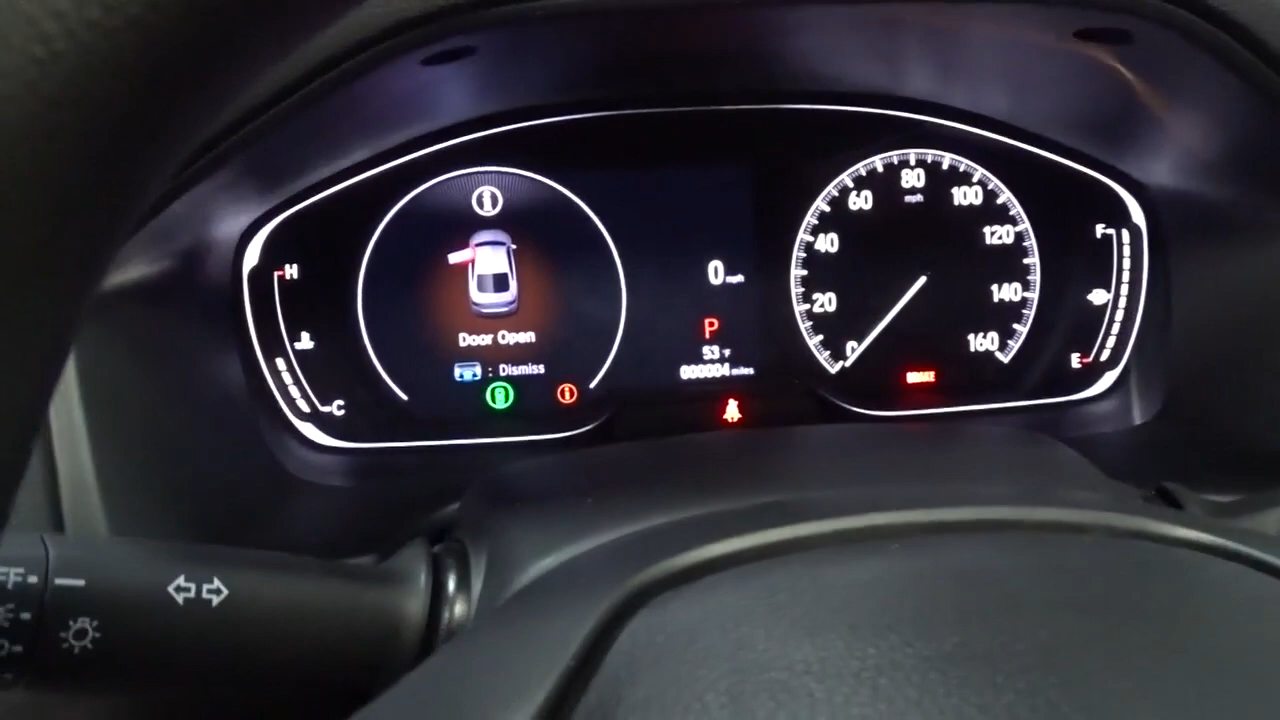 H
C
Door Open
: Dismiss
0 mph
P
53 °F
000004 miles
0
20
40
60
80
100
120
140
160
mph
BRAKE
F
E